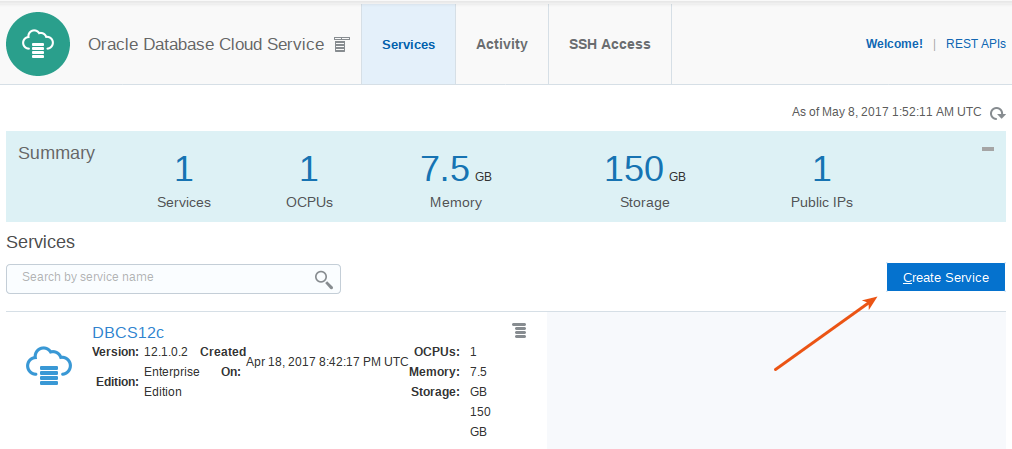 Oracle Database Cloud Service
Services
Activity
SSH Access
Welcome! | REST APIs
As of May 8, 2017 1:52:11 AM UTC
Summary
1
Services
1
OCPUs
7.5 GB
Memory
150 GB
Storage
1
Public IPs
Services
Search by service name
Create Service
DBCS12c
Version: 12.1.0.2
Edition: Enterprise
Edition
Created
On: Apr 18, 2017 8:42:17 PM UTC
OCPUs: 1
Memory: 7.5
GB
Storage: 150
GB